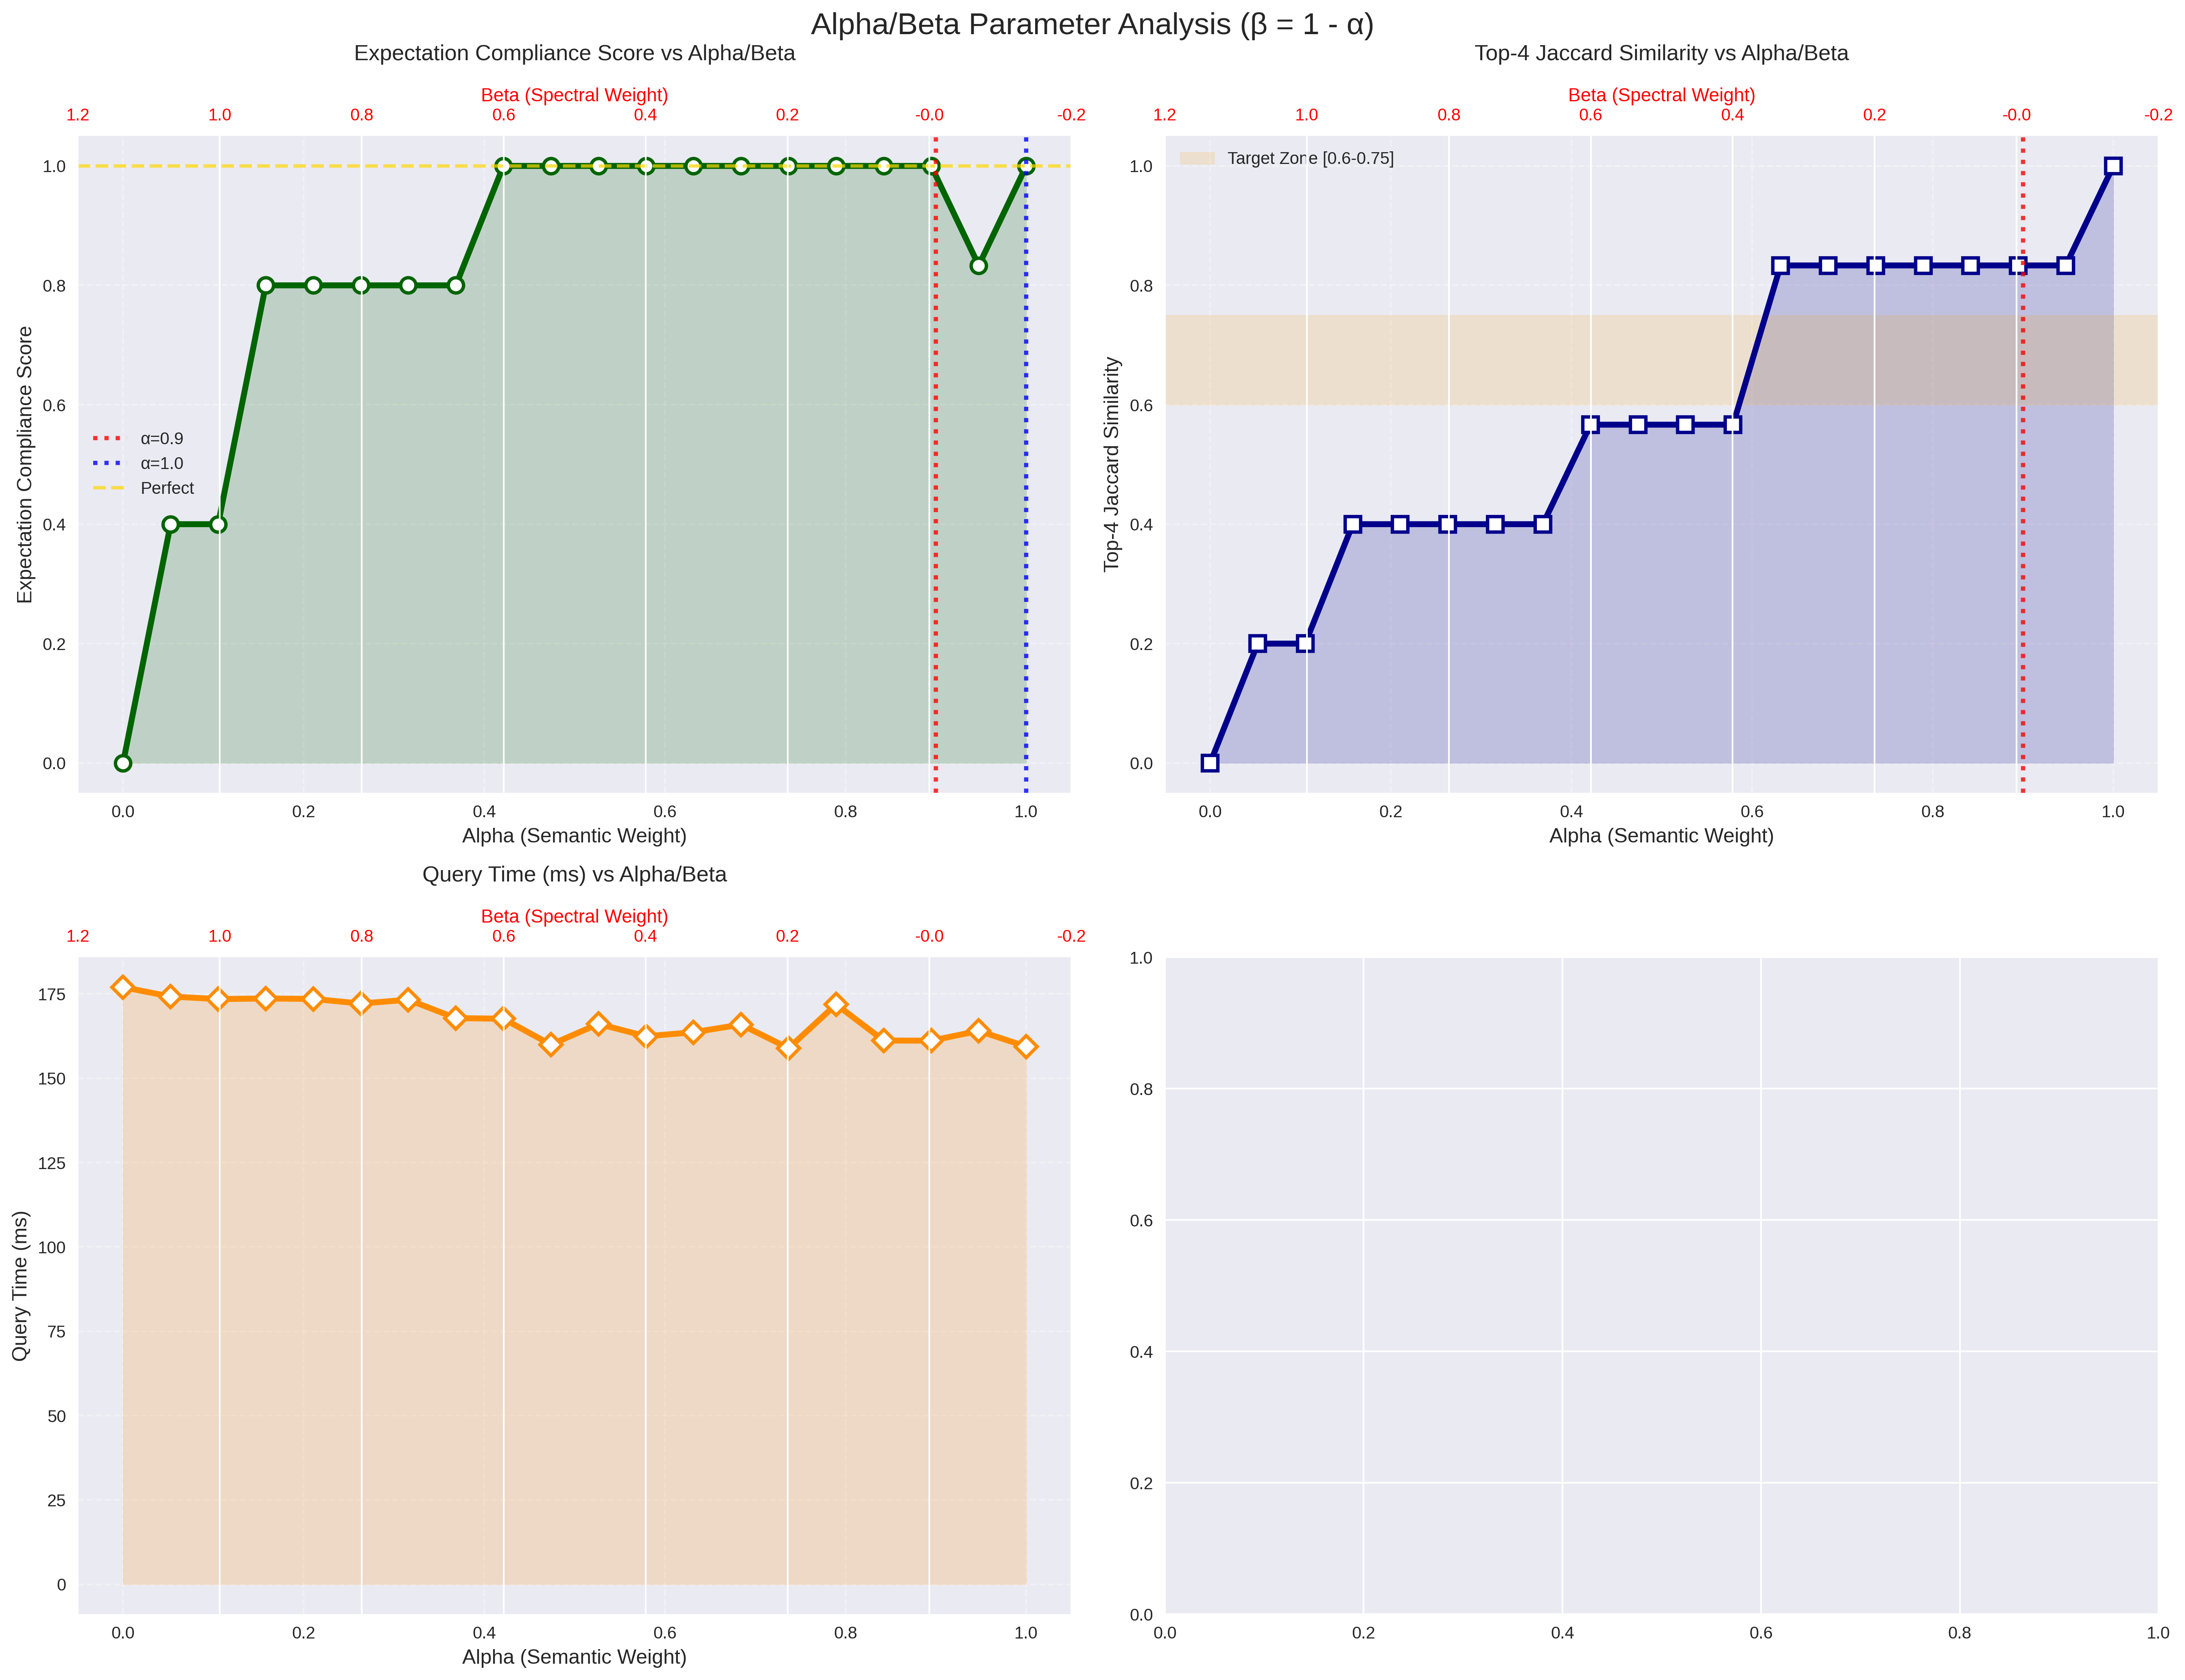 Alpha/Beta Parameter Analysis (β = 1 - α)
Expectation Compliance Score vs Alpha/Beta
Beta (Spectral Weight)
1.2 1.0 0.8 0.6 0.4 0.2 -0.0 -0.2
1.0
0.8
0.6
0.4
0.2
0.0
Expectation Compliance Score
α=0.9
α=1.0
Perfect
0.0 0.2 0.4 0.6 0.8 1.0
Alpha (Semantic Weight)
Top-4 Jaccard Similarity vs Alpha/Beta
Beta (Spectral Weight)
1.2 1.0 0.8 0.6 0.4 0.2 -0.0 -0.2
Target Zone [0.6-0.75]
1.0
0.8
0.6
0.4
0.2
0.0
Top-4 Jaccard Similarity
0.0 0.2 0.4 0.6 0.8 1.0
Alpha (Semantic Weight)
Query Time (ms) vs Alpha/Beta
Beta (Spectral Weight)
1.2 1.0 0.8 0.6 0.4 0.2 -0.0 -0.2
175
150
125
100
75
50
25
0
Query Time (ms)
0.0 0.2 0.4 0.6 0.8 1.0
Alpha (Semantic Weight)
1.0
0.8
0.6
0.4
0.2
0.0
0.0 0.2 0.4 0.6 0.8 1.0